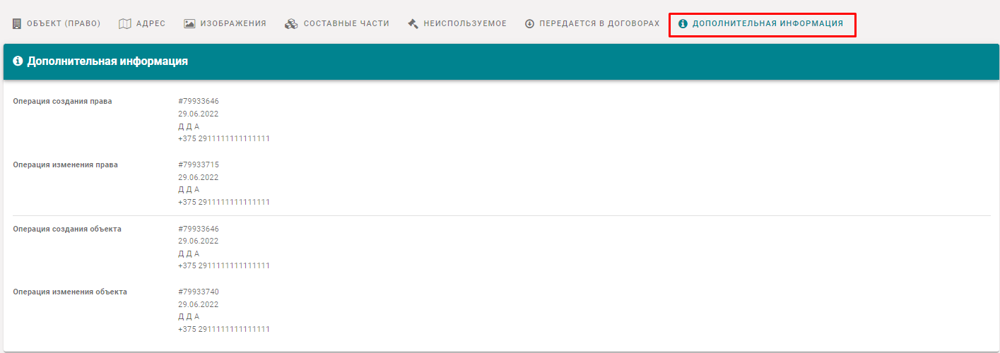 ОБЪЕКТ (ПРАВО) АДРЕС ИЗОБРАЖЕНИЯ СОСТАВНЫЕ ЧАСТИ НЕИСПОЛЬЗУЕМОЕ ПЕРЕДАЕТСЯ В ДОГОВОРАХ ДОПОЛНИТЕЛЬНАЯ ИНФОРМАЦИЯ
Дополнительная информация
Операция создания права #79933646
29.06.2022
Д Д А
+375 2911111111111111
Операция изменения права #79933715
29.06.2022
Д Д А
+375 2911111111111111
Операция создания объекта #79933646
29.06.2022
Д Д А
+375 2911111111111111
Операция изменения объекта #79933740
29.06.2022
Д Д А
+375 2911111111111111